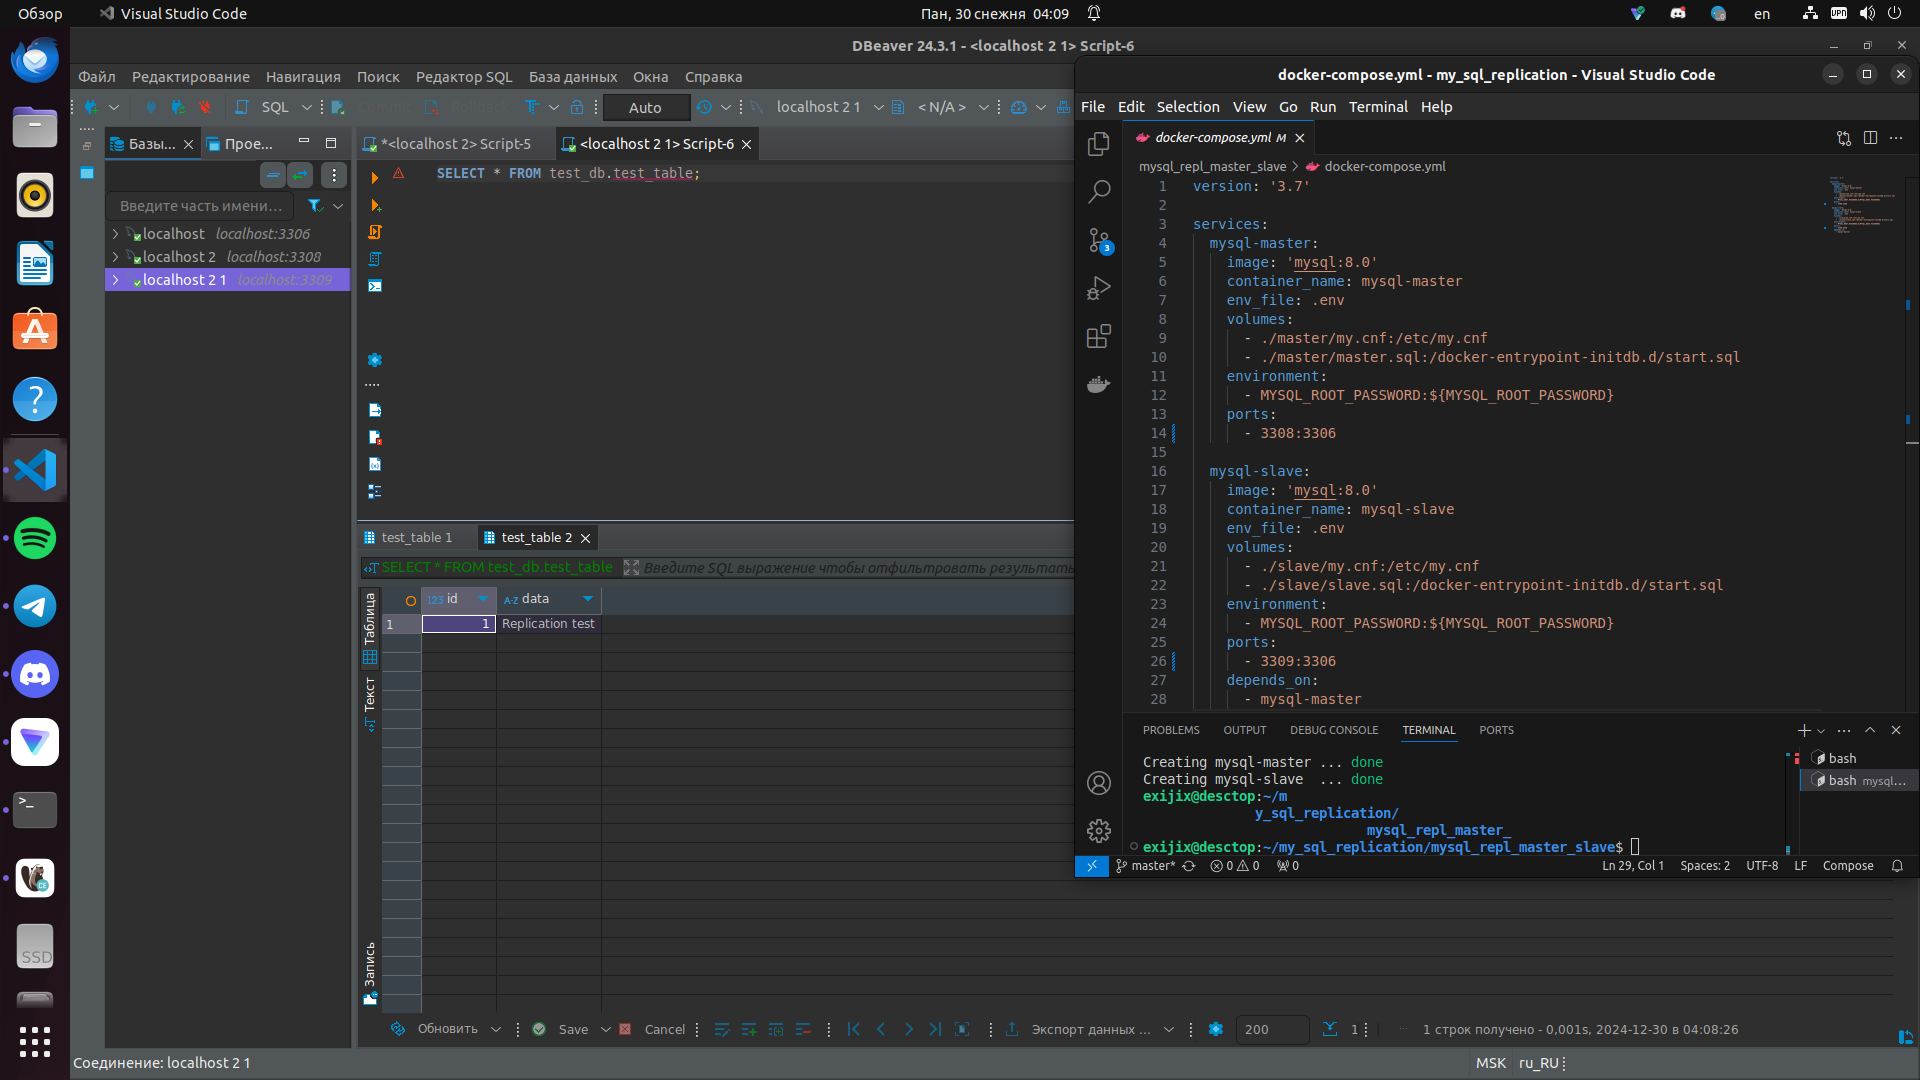 Обзор
Visual Studio Code
Пан, 30 снежня 04:09
en
VPN
DBeaver 24.3.1 - <localhost 2 1> Script-6
Файл Редактирование Навигация Поиск Редактор SQL База данных Окна Справка
SQL
Commit
Rollback
Auto
localhost 2 1
< N/A >
Базы...
Прое...
*<localhost 2> Script-5
<localhost 2 1> Script-6
SELECT * FROM test_db.test_table;
Введите часть имени...
localhost localhost:3306
localhost 2 localhost:3308
localhost 2 1 localhost:3309
test_table 1
test_table 2
SELECT * FROM test_db.test_table
Введите SQL выражение чтобы отфильтровать результаты
Таблица
Текст
Запись
123 id
A-Z data
1
1
Replication test
Обновить
Save
Cancel
Экспорт данных ...
200
1
1 строк получено - 0,001s, 2024-12-30 в 04:08:26
Соединение: localhost 2 1
MSK
ru_RU
SSD
docker-compose.yml - my_sql_replication - Visual Studio Code
File Edit Selection View Go Run Terminal Help
docker-compose.yml M
mysql_repl_master_slave > docker-compose.yml
3
1 version: '3.7'
2
3 services:
4 mysql-master:
5 image: 'mysql:8.0'
6 container_name: mysql-master
7 env_file: .env
8 volumes:
9 - ./master/my.cnf:/etc/my.cnf
10 - ./master/master.sql:/docker-entrypoint-initdb.d/start.sql
11 environment:
12 - MYSQL_ROOT_PASSWORD:${MYSQL_ROOT_PASSWORD}
13 ports:
14 - 3308:3306
15
16 mysql-slave:
17 image: 'mysql:8.0'
18 container_name: mysql-slave
19 env_file: .env
20 volumes:
21 - ./slave/my.cnf:/etc/my.cnf
22 - ./slave/slave.sql:/docker-entrypoint-initdb.d/start.sql
23 environment:
24 - MYSQL_ROOT_PASSWORD:${MYSQL_ROOT_PASSWORD}
25 ports:
26 - 3309:3306
27 depends_on:
28 - mysql-master
PROBLEMS OUTPUT DEBUG CONSOLE TERMINAL PORTS
Creating mysql-master ... done
Creating mysql-slave ... done
exijix@desctop:~/m
y_sql_replication/
mysql_repl_master_
exijix@desctop:~/my_sql_replication/mysql_repl_master_slave$
bash
bash mysql...
master*
0 0
0
Ln 29, Col 1
Spaces: 2
UTF-8
LF
Compose